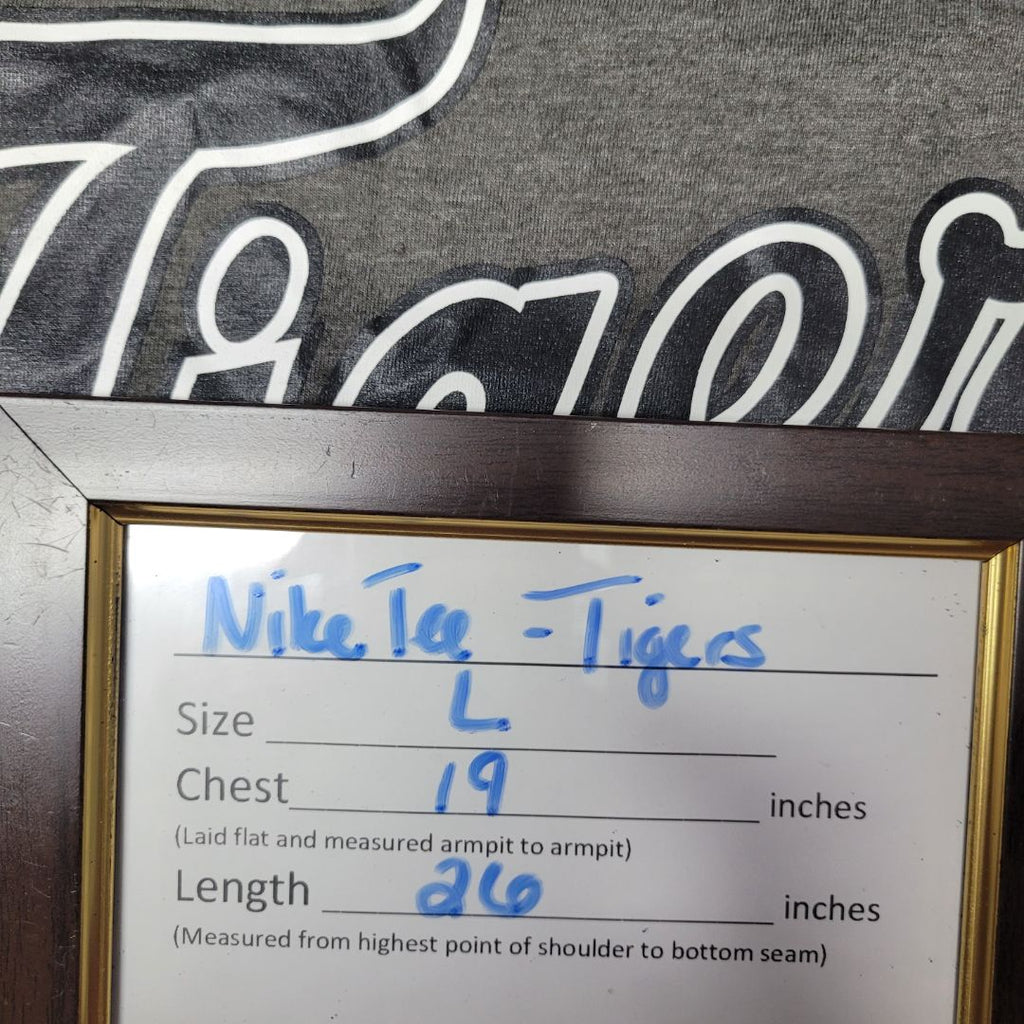 Tiger
Nike Tee - Tigers
Size L
Chest 19 inches
(Laid flat and measured armpit to armpit)
Length 26 inches
(Measured from highest point of shoulder to bottom seam)